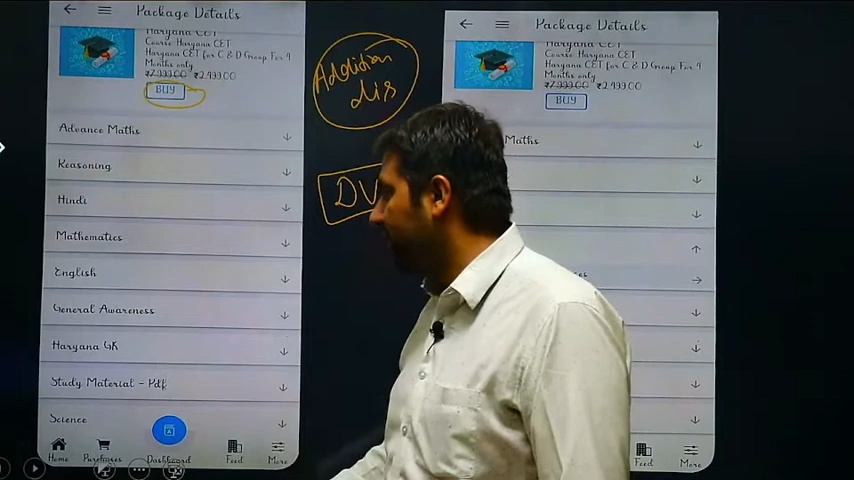 Package Details
Haryana CET
Course Haryana CET
Haryana CET for C & D Group For 4
Months only
₹7,999.00 ₹2,499.00
BUY
Advance Maths
Reasoning
Hindi
Mathematics
English
General Awareness
Haryana GK
Study Material - Pdf
Science
Home
Purchases
Dashboard
Feed
More
Addition
dis
DV
Package Details
Haryana CET
Course Haryana CET
Haryana CET for C & D Group For 4
Months only
₹7,999.00 ₹2,499.00
BUY
Maths
Feed
More